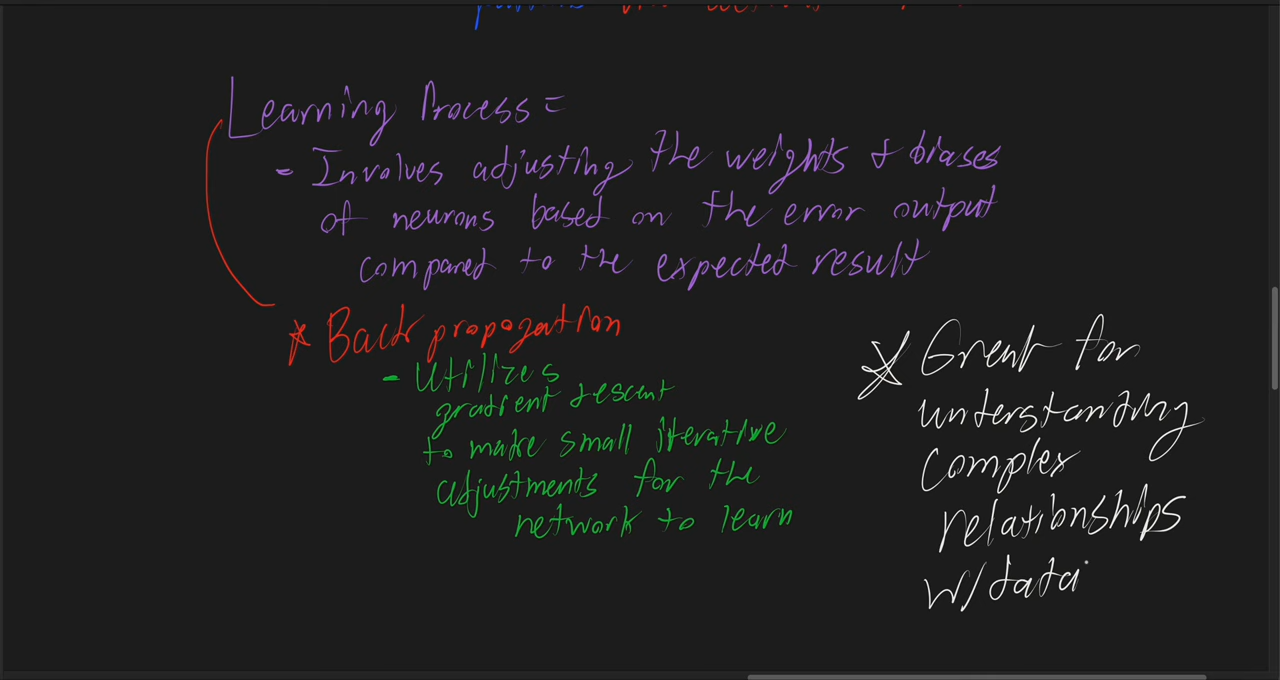 Learning Process =
- Involves adjusting the weights & biases
of neurons based on the error output
compared to the expected result
* Back propagation
- Utilizes
gradient descent
to make small iterative
adjustments for the
network to learn
* Great for
understanding
complex
relationships
w/data